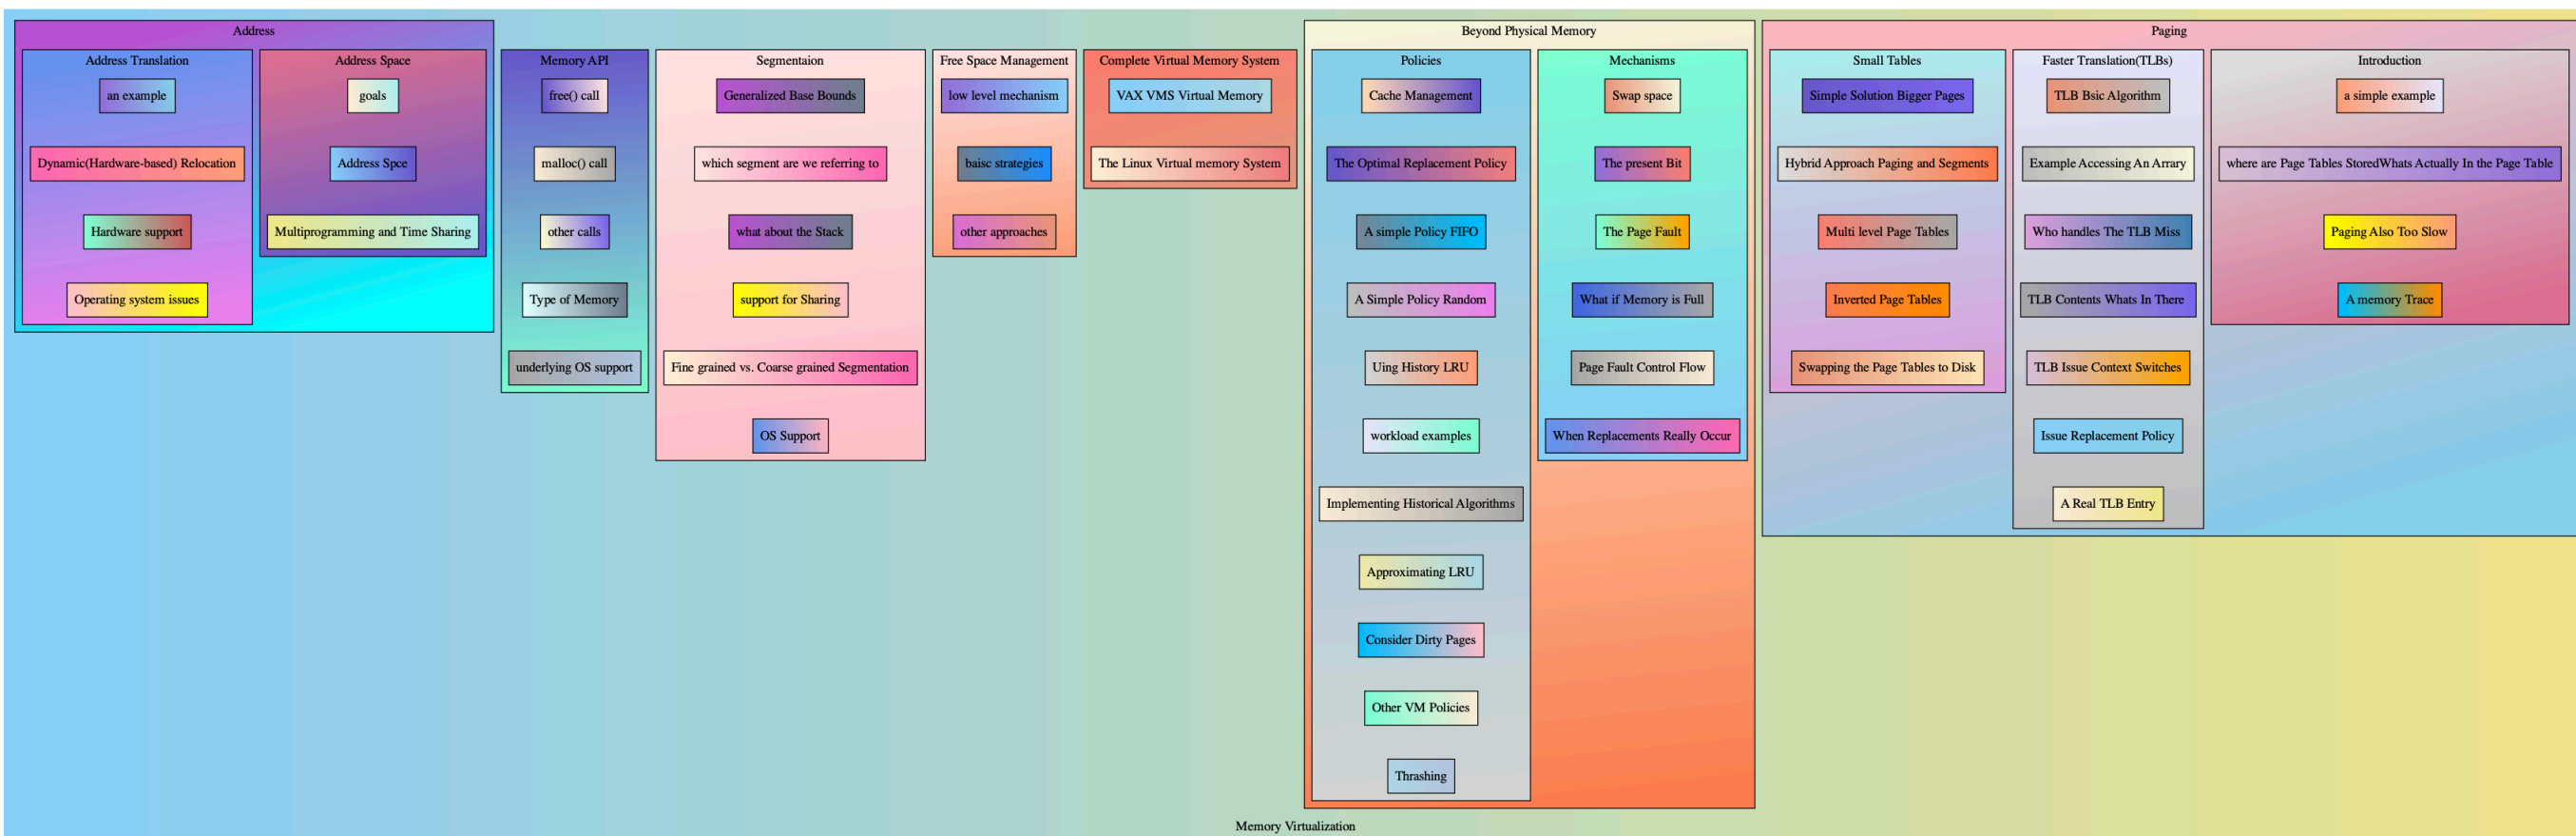 Address
Address Translation
an example
Dynamic(Hardware-based) Relocation
Hardware support
Operating system issues
Address Space
goals
Address Spce
Multiprogramming and Time Sharing
Memory API
free() call
malloc() call
other calls
Type of Memory
underlying OS support
Segmentaion
Generalized Base Bounds
which segment are we referring to
what about the Stack
support for Sharing
Fine grained vs. Coarse grained Segmentation
OS Support
Free Space Management
low level mechanism
baisc strategies
other approaches
Complete Virtual Memory System
VAX VMS Virtual Memory
The Linux Virtual memory System
Beyond Physical Memory
Policies
Cache Management
The Optimal Replacement Policy
A simple Policy FIFO
A Simple Policy Random
Uing History LRU
workload examples
Implementing Historical Algorithms
Approximating LRU
Consider Dirty Pages
Other VM Policies
Thrashing
Mechanisms
Swap space
The present Bit
The Page Fault
What if Memory is Full
Page Fault Control Flow
When Replacements Really Occur
Paging
Small Tables
Simple Solution Bigger Pages
Hybrid Approach Paging and Segments
Multi level Page Tables
Inverted Page Tables
Swapping the Page Tables to Disk
Faster Translation(TLBs)
TLB Bsic Algorithm
Example Accessing An Arrary
Who handles The TLB Miss
TLB Contents Whats In There
TLB Issue Context Switches
Issue Replacement Policy
A Real TLB Entry
Introduction
a simple example
where are Page Tables StoredWhats Actually In the Page Table
Paging Also Too Slow
A memory Trace
Memory Virtualization